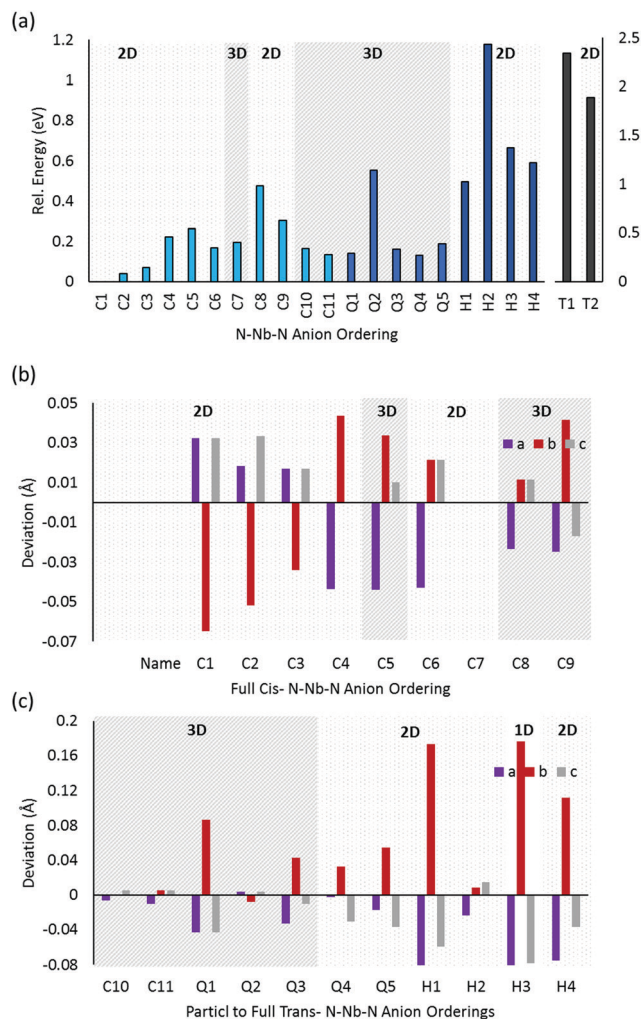 (a)
1.2
1
0.8
0.6
0.4
0.2
0
Rel. Energy (eV)
2D 3D 2D 3D 2D 2D
2.5
2
1.5
1
0.5
0
C1 C2 C3 C4 C5 C6 C7 C8 C9 C10 C11 Q1 Q2 Q3 Q4 Q5 H1 H2 H3 H4 T1 T2
N-Nb-N Anion Ordering
(b)
0.05
0.03
0.01
-0.01
-0.03
-0.05
-0.07
Deviation (Å)
2D 3D 2D 3D
a b c
Name C1 C2 C3 C4 C5 C6 C7 C8 C9
Full Cis- N-Nb-N Anion Ordering
(c)
0.2
0.16
0.12
0.08
0.04
0
-0.04
-0.08
Deviation (Å)
3D 2D 1D 2D
a b c
C10 C11 Q1 Q2 Q3 Q4 Q5 H1 H2 H3 H4
Particl to Full Trans- N-Nb-N Anion Orderings